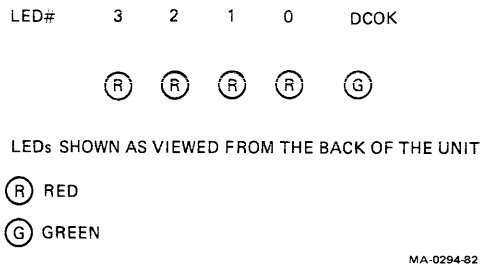 LED# 3 2 1 0 DCOK
R R R R G
LEDs SHOWN AS VIEWED FROM THE BACK OF THE UNIT
R RED
G GREEN
MA-0294-82